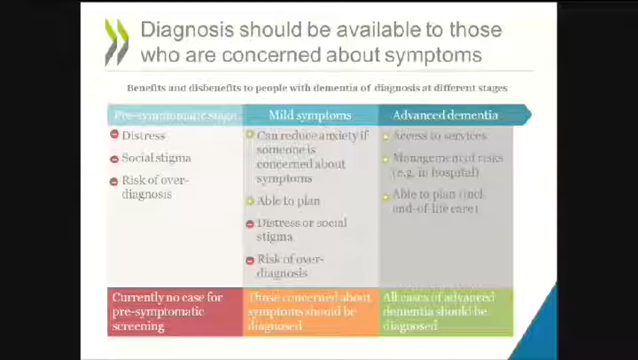 Diagnosis should be available to those
who are concerned about symptoms
Benefits and disbenefits to people with dementia of diagnosis at different stages
Pre-symptomatic stage
Distress
Social stigma
Risk of over-
diagnosis
Currently no case for
pre-symptomatic
screening
Mild symptoms
Can reduce anxiety if
someone is
concerned about
symptoms
Able to plan
Distress or social
stigma
Risk of over-
diagnosis
Those concerned about
symptoms should be
diagnosed
Advanced dementia
Access to services
Management of risks
(e.g. in hospital)
Able to plan (incl.
end-of-life care)
All cases of advanced
dementia should be
diagnosed